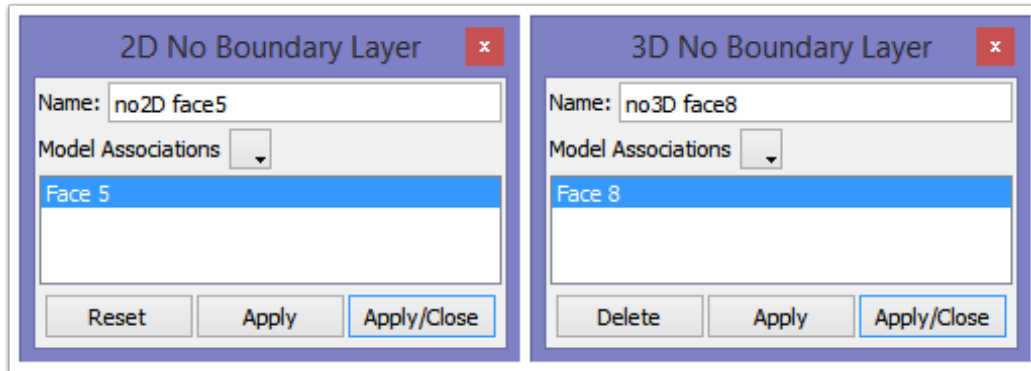 2D No Boundary Layer x
Name: no2D face5
Model Associations
Face 5
Reset Apply Apply/Close
3D No Boundary Layer x
Name: no3D face8
Model Associations
Face 8
Delete Apply Apply/Close